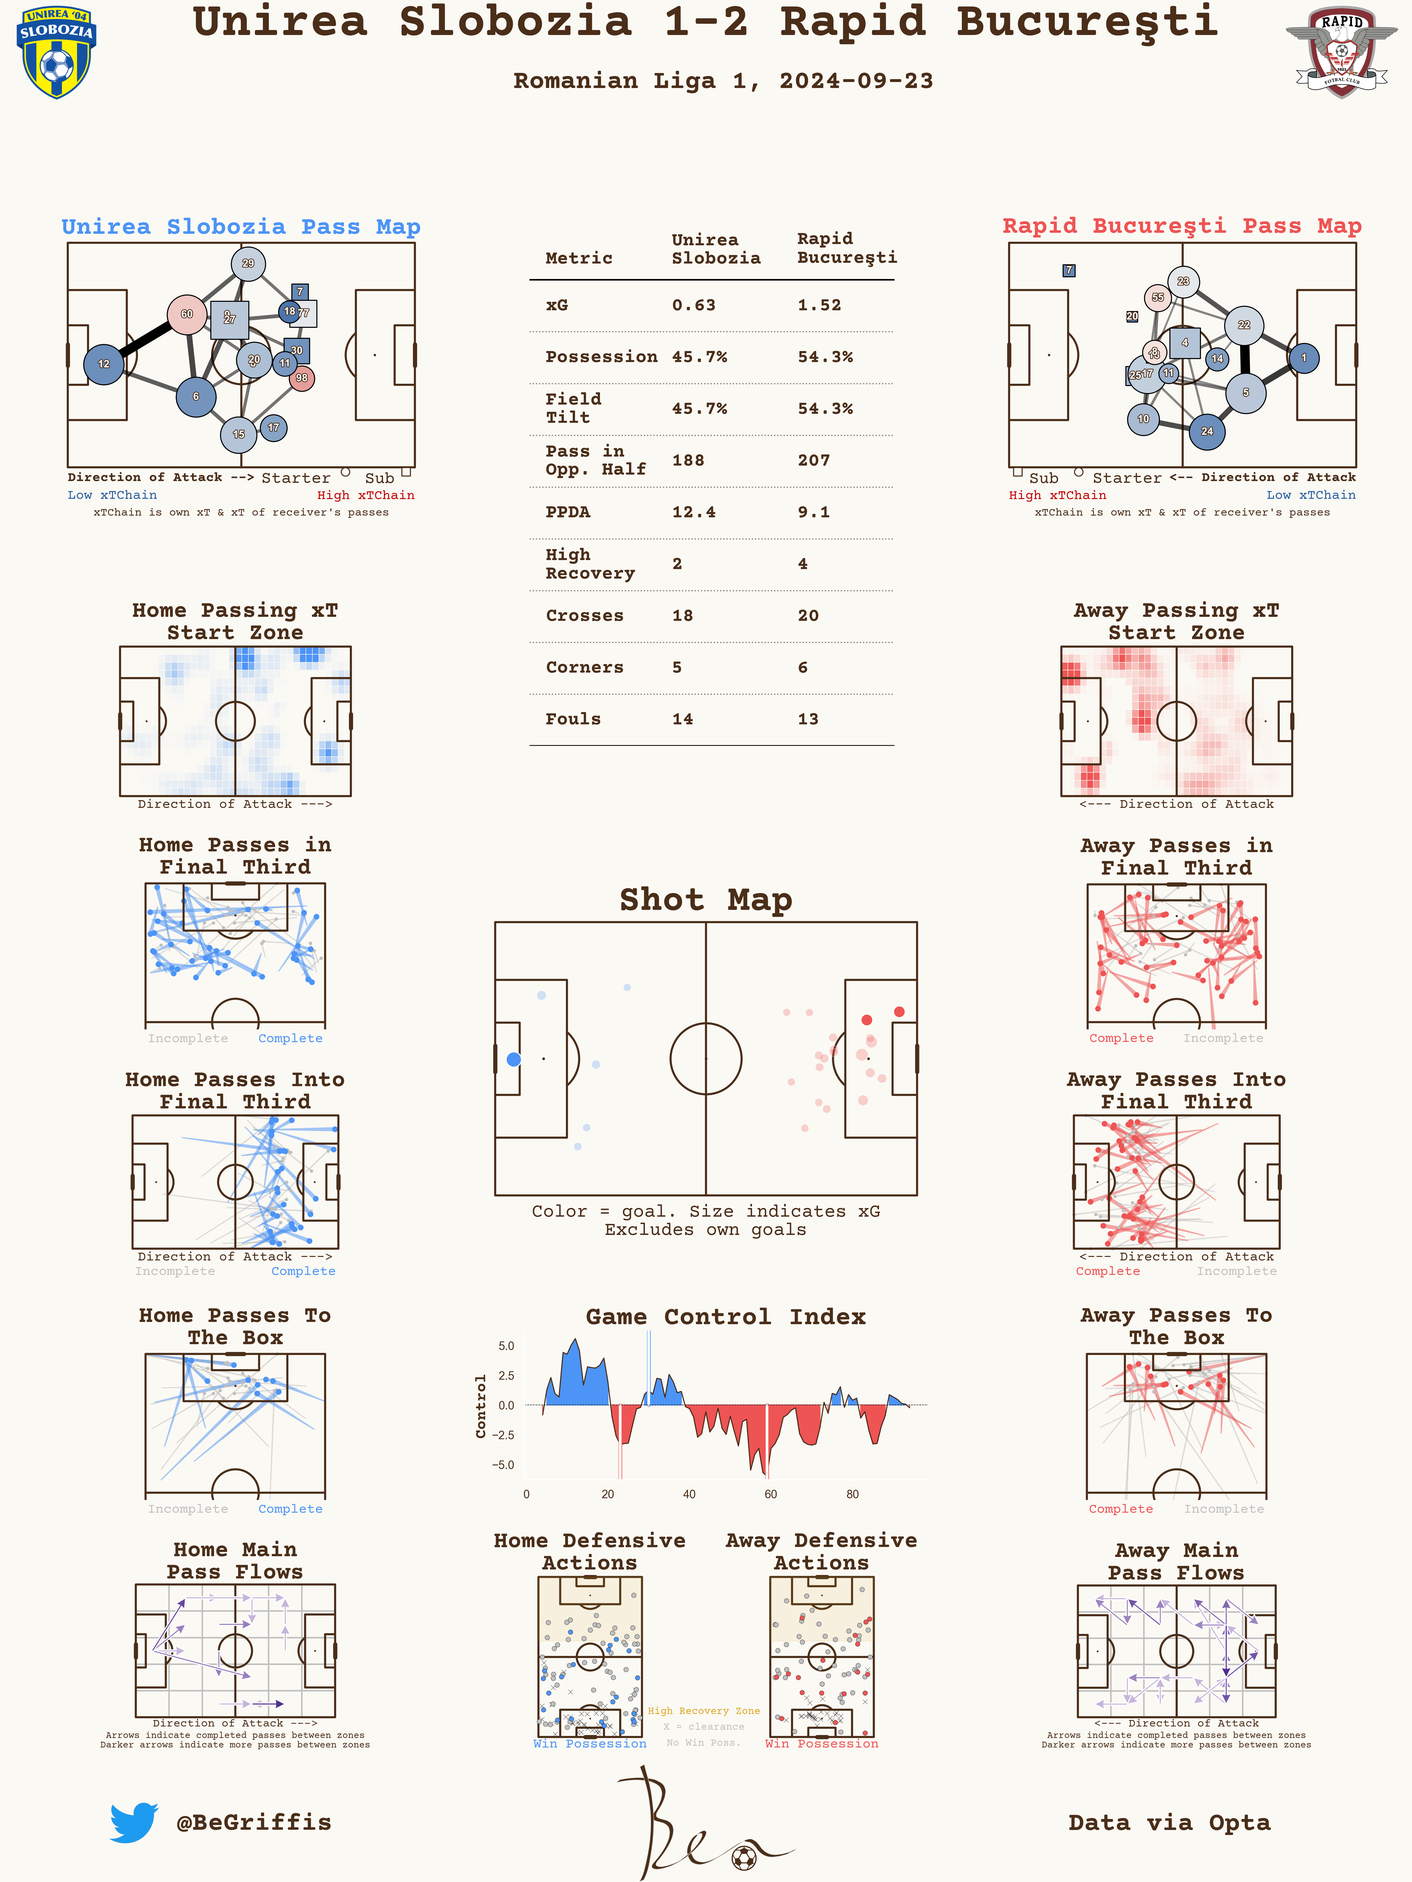 Unirea Slobozia 1-2 Rapid Bucureşti
Romanian Liga 1, 2024-09-23
UNIREA '04
SLOBOZIA
RAPID
1923
FOTBAL CLUB
Unirea Slobozia Pass Map
29
7
60
9
27
18
77
12
20
30
11
98
6
15
17
Direction of Attack --> Starter Sub
Low xTChain High xTChain
xTChain is own xT & xT of receiver's passes
Metric Unirea Slobozia Rapid Bucureşti
xG 0.63 1.52
Possession 45.7% 54.3%
Field Tilt 45.7% 54.3%
Pass in Opp. Half 188 207
PPDA 12.4 9.1
High Recovery 2 4
Crosses 18 20
Corners 5 6
Fouls 14 13
Rapid Bucureşti Pass Map
7
23
55
20
22
4
14
1
25
17
11
5
10
24
Sub Starter <-- Direction of Attack
High xTChain Low xTChain
xTChain is own xT & xT of receiver's passes
Home Passing xT
Start Zone
Direction of Attack --->
Away Passing xT
Start Zone
<--- Direction of Attack
Home Passes in
Final Third
Incomplete Complete
Away Passes in
Final Third
Complete Incomplete
Shot Map
Color = goal. Size indicates xG
Excludes own goals
Home Passes Into
Final Third
Direction of Attack --->
Incomplete Complete
Away Passes Into
Final Third
<--- Direction of Attack
Complete Incomplete
Home Passes To
The Box
Incomplete Complete
Game Control Index
Control
5.0
2.5
0.0
−2.5
−5.0
0 20 40 60 80
Away Passes To
The Box
Complete Incomplete
Home Main
Pass Flows
Direction of Attack --->
Arrows indicate completed passes between zones
Darker arrows indicate more passes between zones
Home Defensive
Actions
Win Possession
Away Defensive
Actions
Win Possession
High Recovery Zone
X = clearance
No Win Poss.
Away Main
Pass Flows
<--- Direction of Attack
Arrows indicate completed passes between zones
Darker arrows indicate more passes between zones
@BeGriffis
Ben
Data via Opta